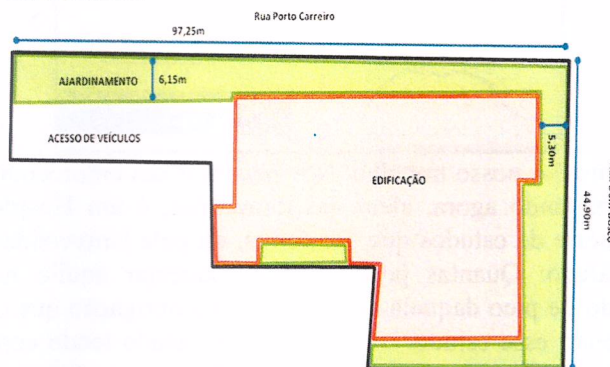 Rua Porto Carreiro
97,25m
AJARDINAMENTO
6,15m
ACESSO DE VEÍCULOS
5,30m
EDIFICAÇÃO
44,90m